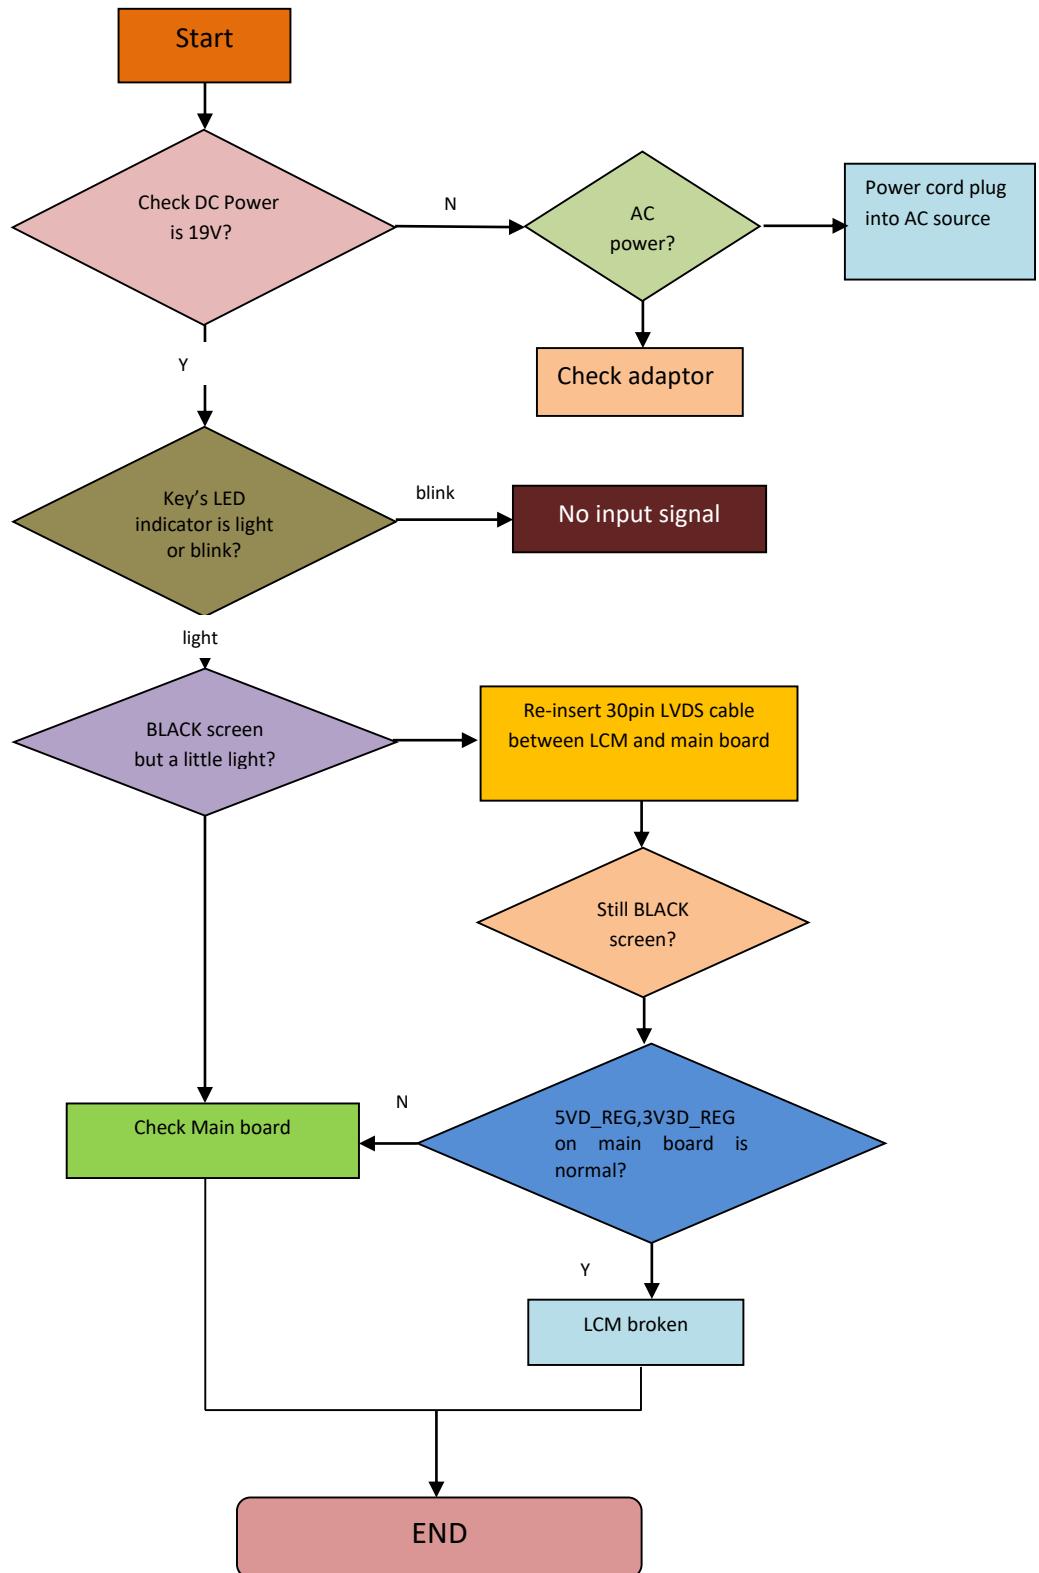 Start
Check DC Power
is 19V?
N
AC
power?
Power cord plug
into AC source
Y
Check adaptor
Key’s LED
indicator is light
or blink?
blink
No input signal
light
BLACK screen
but a little light?
Re-insert 30pin LVDS cable
between LCM and main board
Still BLACK
screen?
Check Main board
N
5VD_REG,3V3D_REG
on main board is
normal?
Y
LCM broken
END